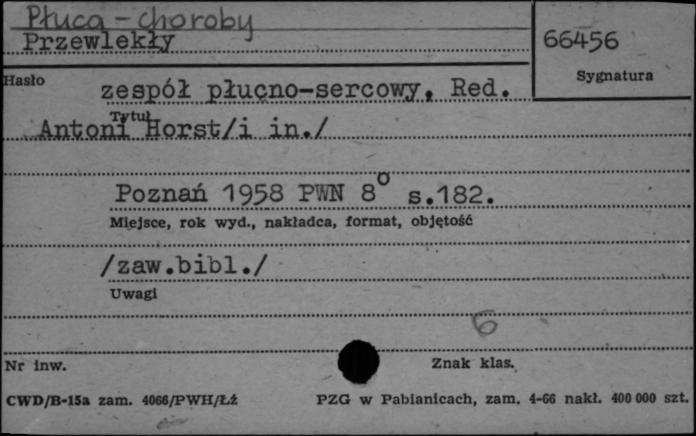 Płuca - choroby
Przewlekły
66456
Sygnatura
Hasło
zespół płucno-sercowy. Red.
Tytuł
Antoni Horst/i in./
Poznań 1958 PWN 8° s.182.
Miejsce, rok wyd., nakładca, format, objętość
/zaw.bibl./
Uwagi
6
Nr inw.
Znak klas.
CWD/B-15a zam. 4066/PWH/Łż
PZG w Pabianicach, zam. 4-66 nakł. 400 000 szt.